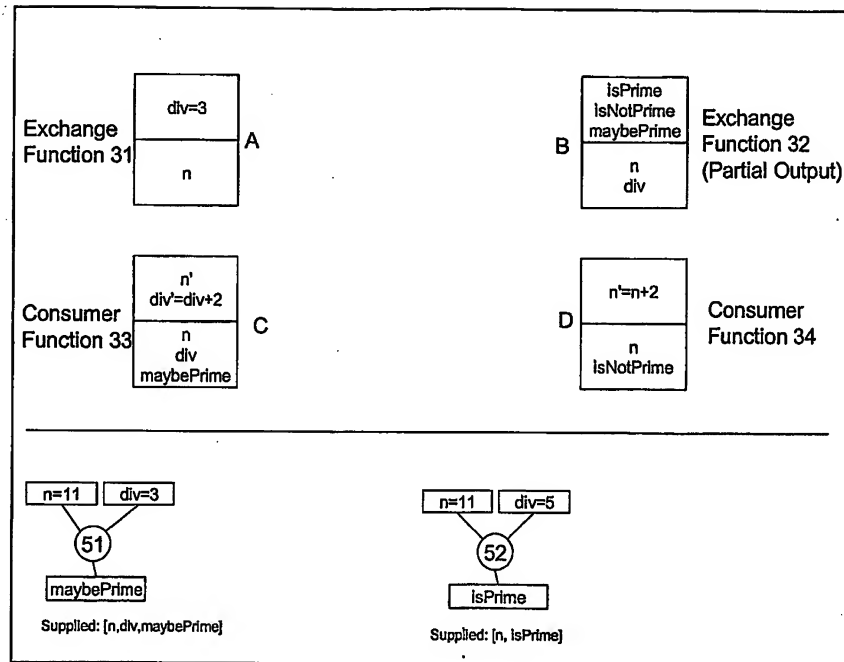 Exchange
Function 31
div=3
n
A
B
isPrime
isNotPrime
maybePrime
n
div
Exchange
Function 32
(Partial Output)
Consumer
Function 33
n'
div'=div+2
n
div
maybePrime
C
D
n'=n+2
n
isNotPrime
Consumer
Function 34
n=11
div=3
51
maybePrime
Supplied: [n,div,maybePrime]
n=11
div=5
52
isPrime
Supplied: [n, isPrime]